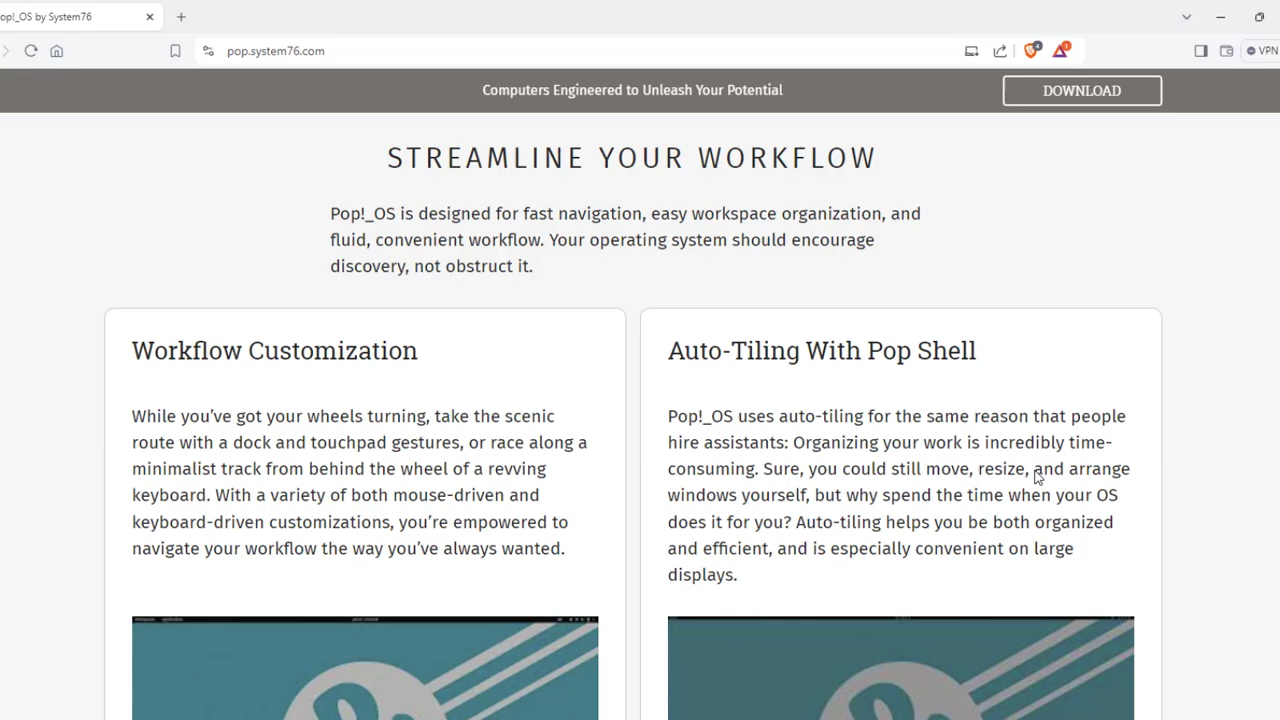 op!_OS by System76
pop.system76.com
4
1
VPN
Computers Engineered to Unleash Your Potential
DOWNLOAD
STREAMLINE YOUR WORKFLOW
Pop!_OS is designed for fast navigation, easy workspace organization, and
fluid, convenient workflow. Your operating system should encourage
discovery, not obstruct it.
Workflow Customization
While you’ve got your wheels turning, take the scenic
route with a dock and touchpad gestures, or race along a
minimalist track from behind the wheel of a revving
keyboard. With a variety of both mouse-driven and
keyboard-driven customizations, you’re empowered to
navigate your workflow the way you’ve always wanted.
Auto-Tiling With Pop Shell
Pop!_OS uses auto-tiling for the same reason that people
hire assistants: Organizing your work is incredibly time-
consuming. Sure, you could still move, resize, and arrange
windows yourself, but why spend the time when your OS
does it for you? Auto-tiling helps you be both organized
and efficient, and is especially convenient on large
displays.